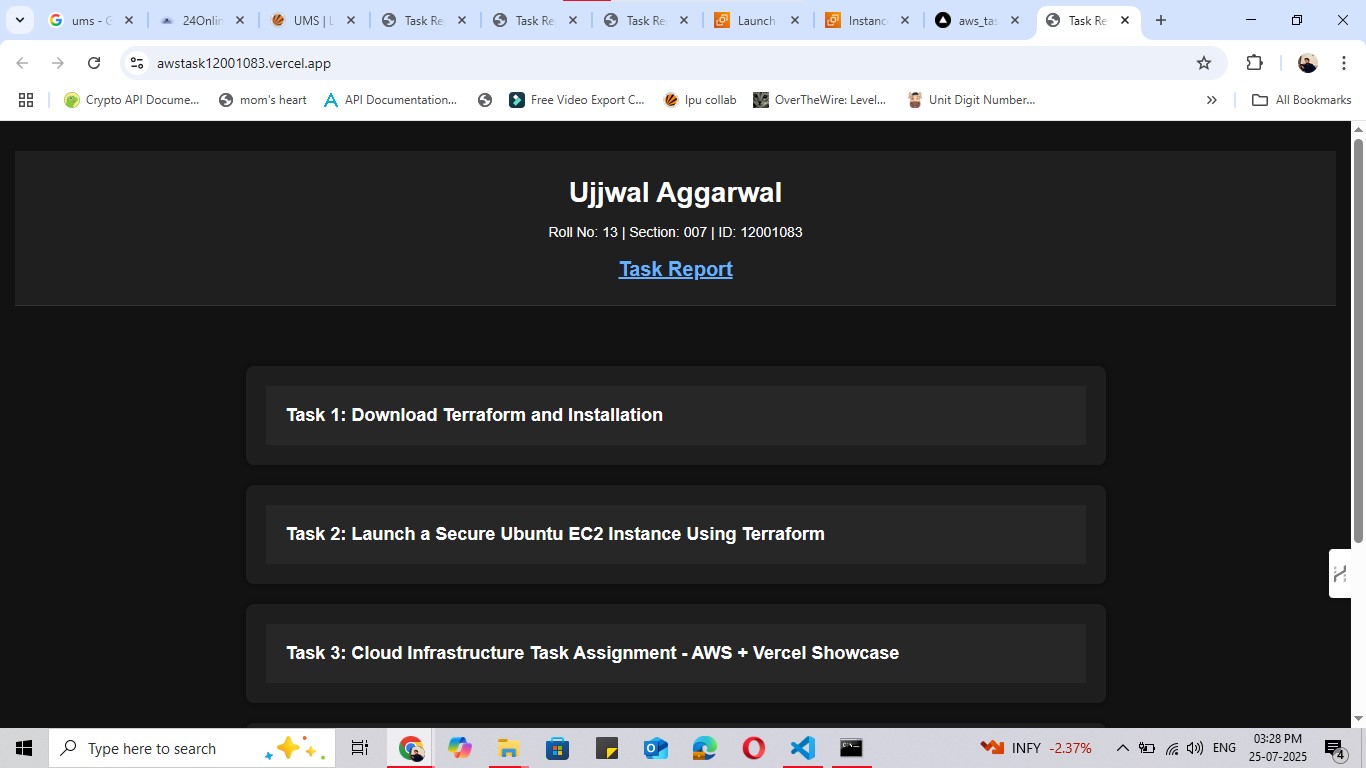 ums - G
24Onlin
UMS | L
Task Re
Task Re
Task Re
Launch
Instanc
aws_tas
Task Re
awstask12001083.vercel.app
Crypto API Docume...
mom's heart
API Documentation...
Free Video Export C...
lpu collab
OverTheWire: Level...
Unit Digit Number...
All Bookmarks
Ujjwal Aggarwal
Roll No: 13 | Section: 007 | ID: 12001083
Task Report
Task 1: Download Terraform and Installation
Task 2: Launch a Secure Ubuntu EC2 Instance Using Terraform
Task 3: Cloud Infrastructure Task Assignment - AWS + Vercel Showcase
Type here to search
INFY -2.37%
ENG
03:28 PM
25-07-2025
4